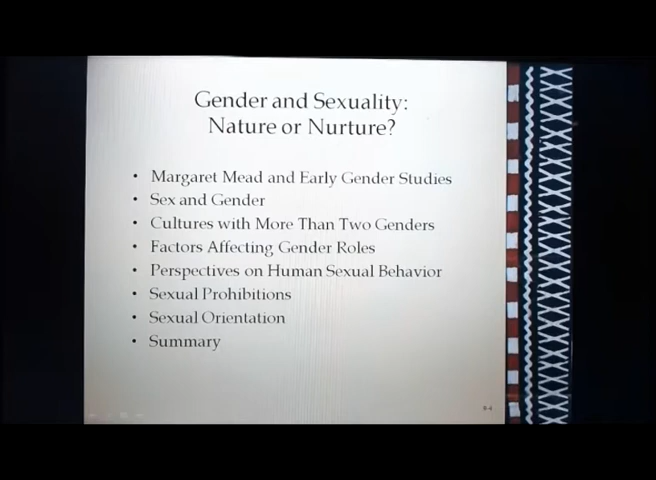 Gender and Sexuality:
Nature or Nurture?
• Margaret Mead and Early Gender Studies
• Sex and Gender
• Cultures with More Than Two Genders
• Factors Affecting Gender Roles
• Perspectives on Human Sexual Behavior
• Sexual Prohibitions
• Sexual Orientation
• Summary